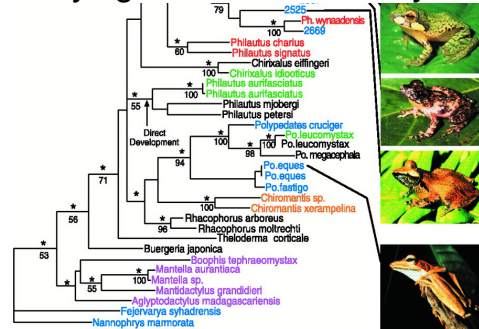 79
2525
*
Ph. wynaadensis
100
2669
*
Philautus charius
60
Philautus signatus
*
Chirixalus eiffingeri
100
Chirixalus idiooticus
*
Philautus aurifasciatus
*
100
Philautus aurifasciatus
55
Philautus mjobergi
Philautus petersi
Direct
Development
Polypedates cruciger
*
*
Po.leucomystax
100
100
Po.leucomystax
*
94
98
Po. megacephala
*
Po.eques
*
100
Po.eques
71
Po.fastigo
*
Chiromantis sp.
100
Chiromantis xerampelina
*
*
Rhacophorus arboreus
56
96
Rhacophorus moltrechti
Theloderma corticale
*
Buergeria japonica
53
Boophis tephraeomystax
*
Mantella aurantiaca
*
100
Mantella sp.
55
Mantidactylus grandidieri
Aglyptodactylus madagascariensis
Fejervarya syhadrensis
Nannophrys marmorata